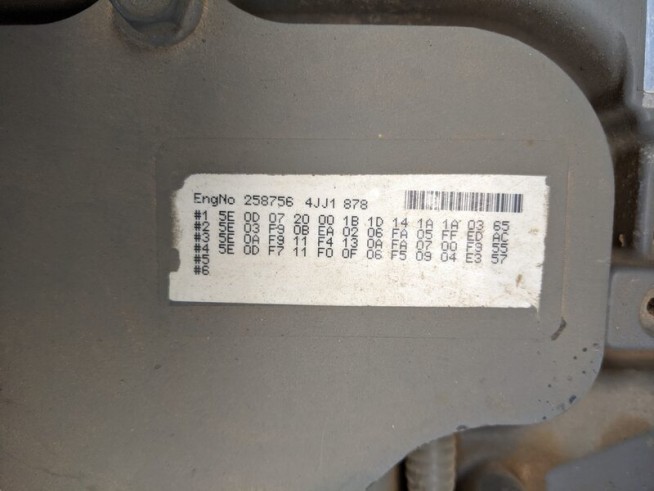 EngNo 258756 4JJ1 878
#1 5E 0D 07 20 00 1B 1D 14 1A 1A 03 65
#2 5E 03 F9 0B EA 02 06 FA 05 FF ED AC
#3 5E 0A F9 11 F4 13 0A FA 07 00 F9 55
#4 5E 0D F7 11 F0 0F 06 F5 09 04 E3 57
#5
#6